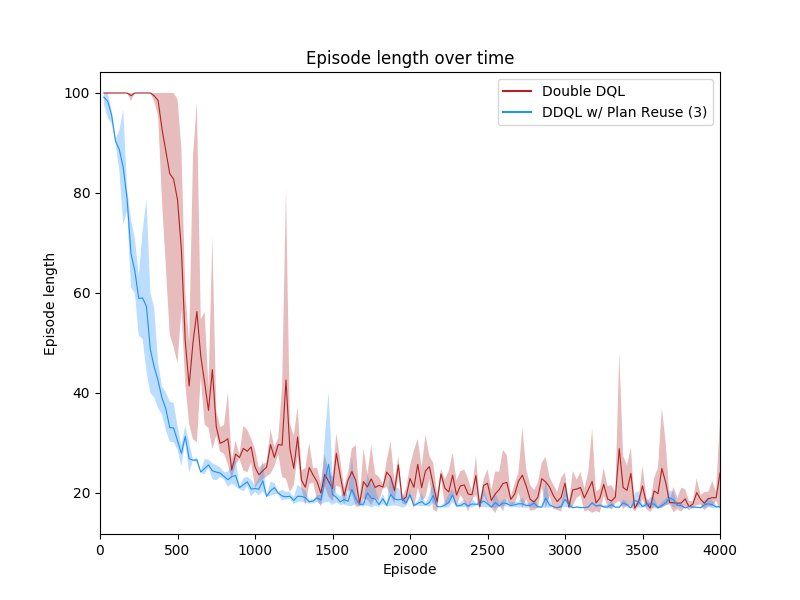 Episode length over time
Double DQL
DDQL w/ Plan Reuse (3)
Episode length
100
80
60
40
20
0
500
1000
1500
2000
2500
3000
3500
4000
Episode